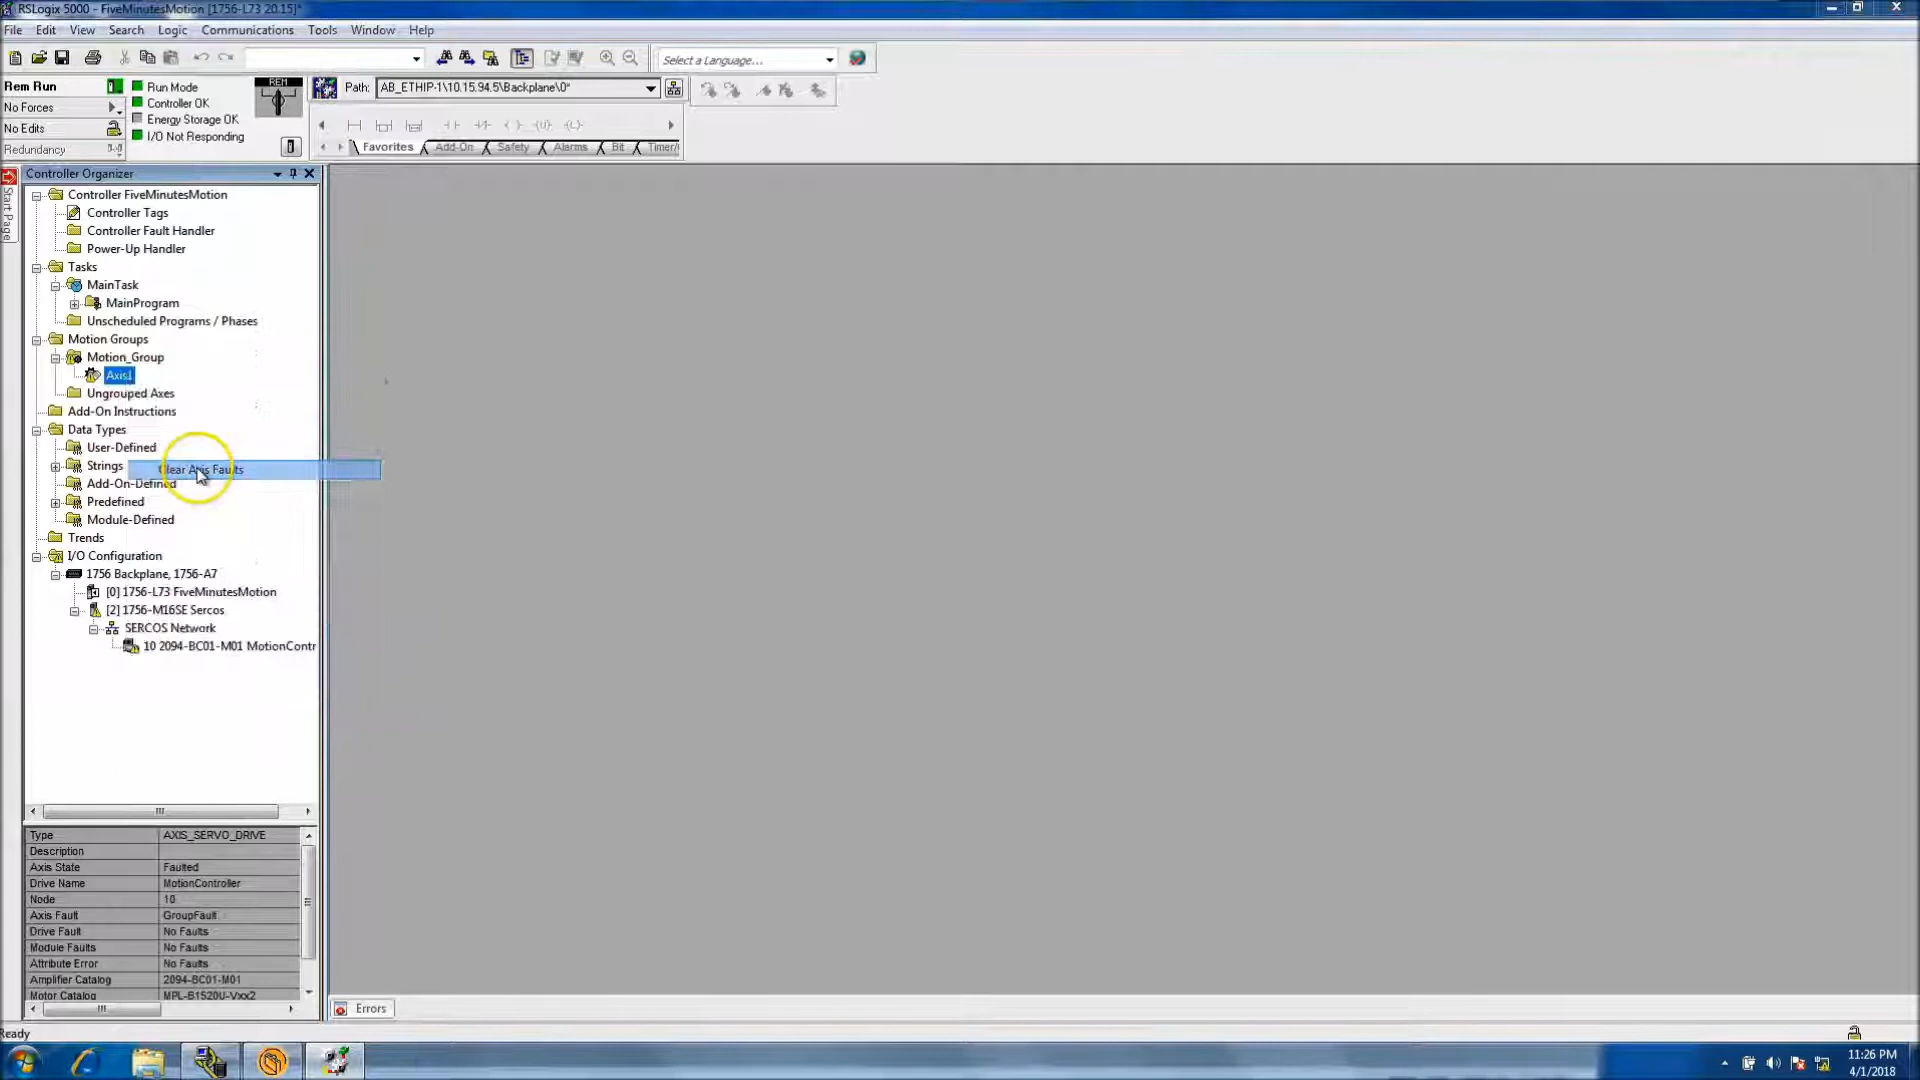 RSLogix 5000 - FiveMinutesMotion [1756-L73 20.15]*
File Edit View Search Logic Communications Tools Window Help
Select a Language...
Rem Run
No Forces
No Edits
Redundancy
Run Mode
Controller OK
Energy Storage OK
I/O Not Responding
REM
Path: AB_ETHIP-1\10.15.94.5\Backplane\0*
Favorites Add-On Safety Alarms Bit Timer/
Start Page
Controller Organizer
Controller FiveMinutesMotion
Controller Tags
Controller Fault Handler
Power-Up Handler
Tasks
MainTask
MainProgram
Unscheduled Programs / Phases
Motion Groups
Motion_Group
Axis1
Ungrouped Axes
Add-On Instructions
Data Types
User-Defined
Strings
Clear Axis Faults
Add-On-Defined
Predefined
Module-Defined
Trends
I/O Configuration
1756 Backplane, 1756-A7
[0] 1756-L73 FiveMinutesMotion
[2] 1756-M16SE Sercos
SERCOS Network
10 2094-BC01-M01 MotionContr
Type AXIS_SERVO_DRIVE
Description
Axis State Faulted
Drive Name MotionController
Node 10
Axis Fault GroupFault
Drive Fault No Faults
Module Faults No Faults
Attribute Error No Faults
Amplifier Catalog 2094-BC01-M01
Motor Catalog MPL-B1520U-Vxx2
Errors
Ready
11:26 PM
4/1/2018